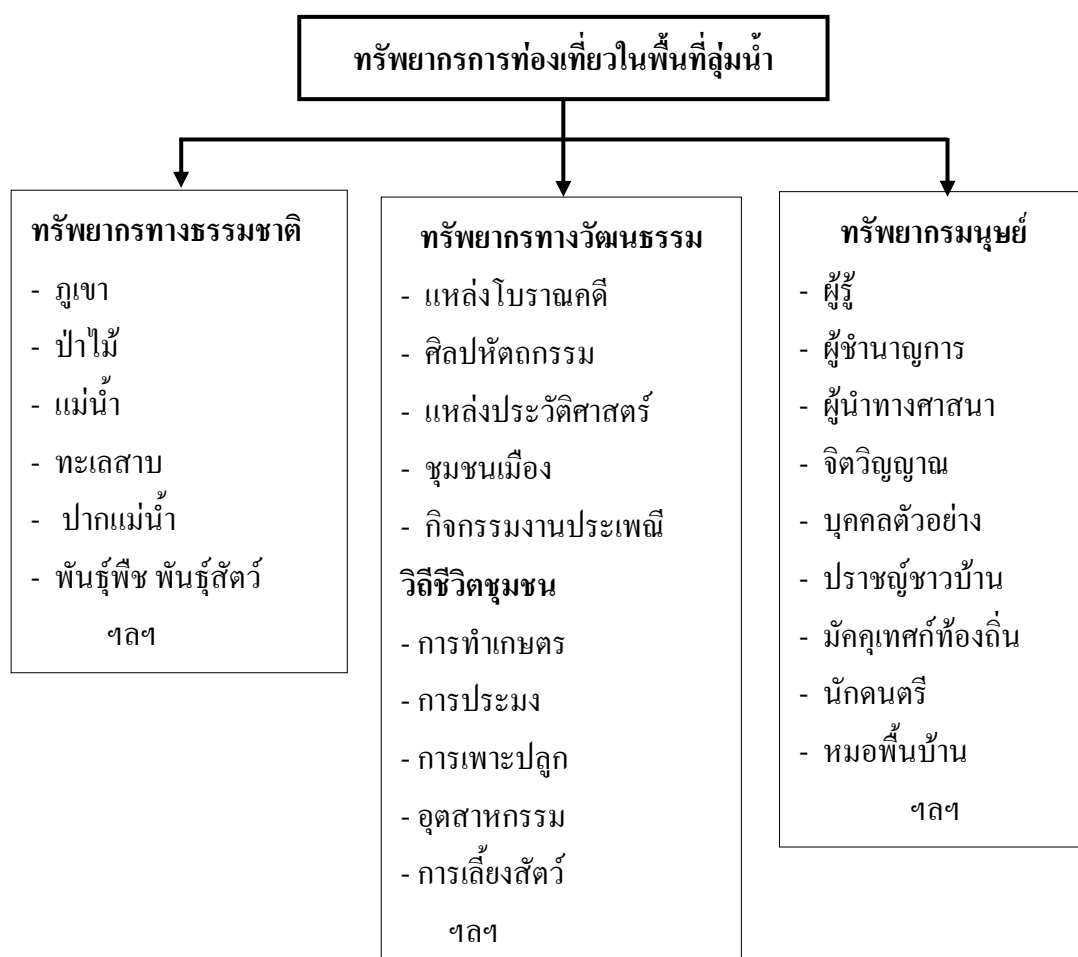 ทรัพยากรการท่องเที่ยวในพื้นที่ลุ่มน้ำ
ทรัพยากรทางธรรมชาติ
- ภูเขา
- ป่าไม้
- แม่น้ำ
- ทะเลสาบ
- ปากแม่น้ำ
- พันธุ์พืช พันธุ์สัตว์
ฯลฯ
ทรัพยากรทางวัฒนธรรม
- แหล่งโบราณคดี
- ศิลปหัตถกรรม
- แหล่งประวัติศาสตร์
- ชุมชนเมือง
- กิจกรรมงานประเพณี
วิถีชีวิตชุมชน
- การทำเกษตร
- การประมง
- การเพาะปลูก
- อุตสาหกรรม
- การเลี้ยงสัตว์
ฯลฯ
ทรัพยากรมนุษย์
- ผู้รู้
- ผู้ชำนาญการ
- ผู้นำทางศาสนา
- จิตวิญญาณ
- บุคคลตัวอย่าง
- ปราชญ์ชาวบ้าน
- มัคคุเทศก์ท้องถิ่น
- นักดนตรี
- หมอพื้นบ้าน
ฯลฯ